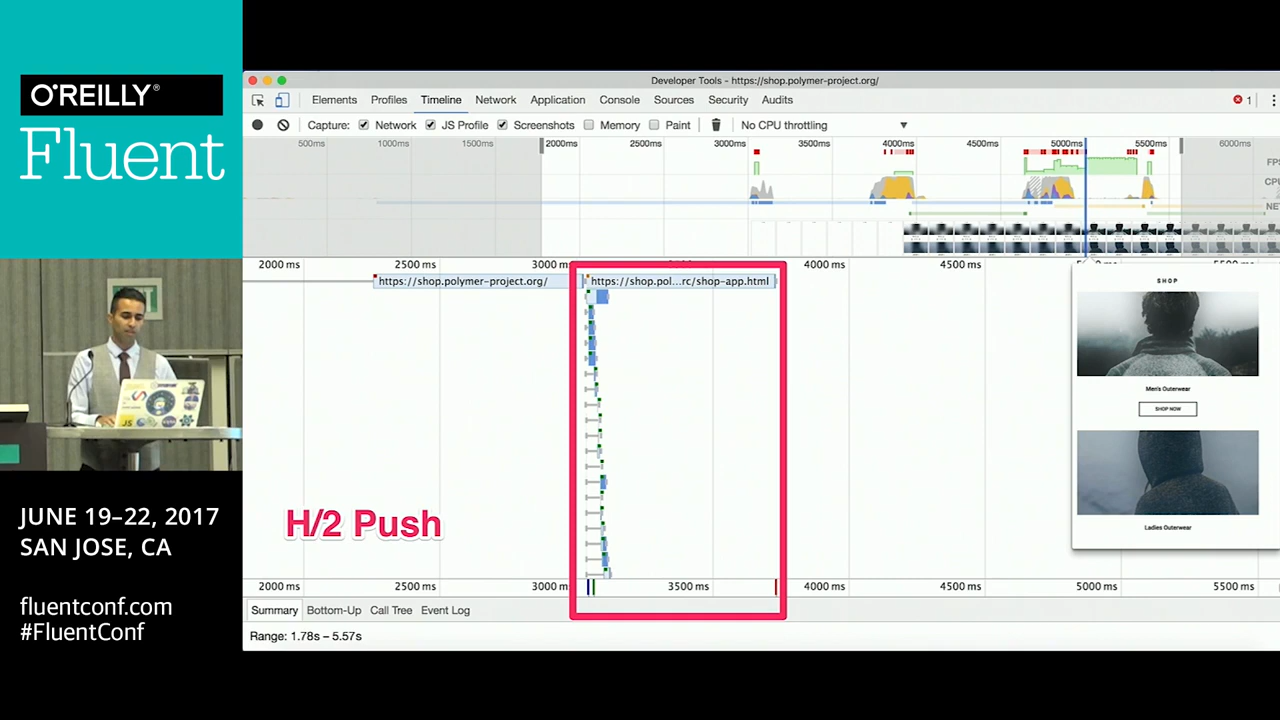 O'REILLY®
Fluent
JUNE 19–22, 2017
SAN JOSE, CA
fluentconf.com
#FluentConf
Developer Tools - https://shop.polymer-project.org/
Elements Profiles Timeline Network Application Console Sources Security Audits 1
Capture: Network JS Profile Screenshots Memory Paint No CPU throttling
500ms 1000ms 1500ms 2000ms 2500ms 3000ms 3500ms 4000ms 4500ms 5000ms 5500ms 6000ms
FPS
CPU
NET
2000 ms 2500 ms 3000 ms 4000 ms 4500 ms
https://shop.polymer-project.org/ https://shop.pol...rc/shop-app.html
SHOP
Men's Outerwear
SHOP NOW
Ladies Outerwear
H/2 Push
2000 ms 2500 ms 3000 ms 3500 ms 4000 ms 4500 ms 5000 ms 5500 ms
Summary Bottom-Up Call Tree Event Log
Range: 1.78s – 5.57s
JS